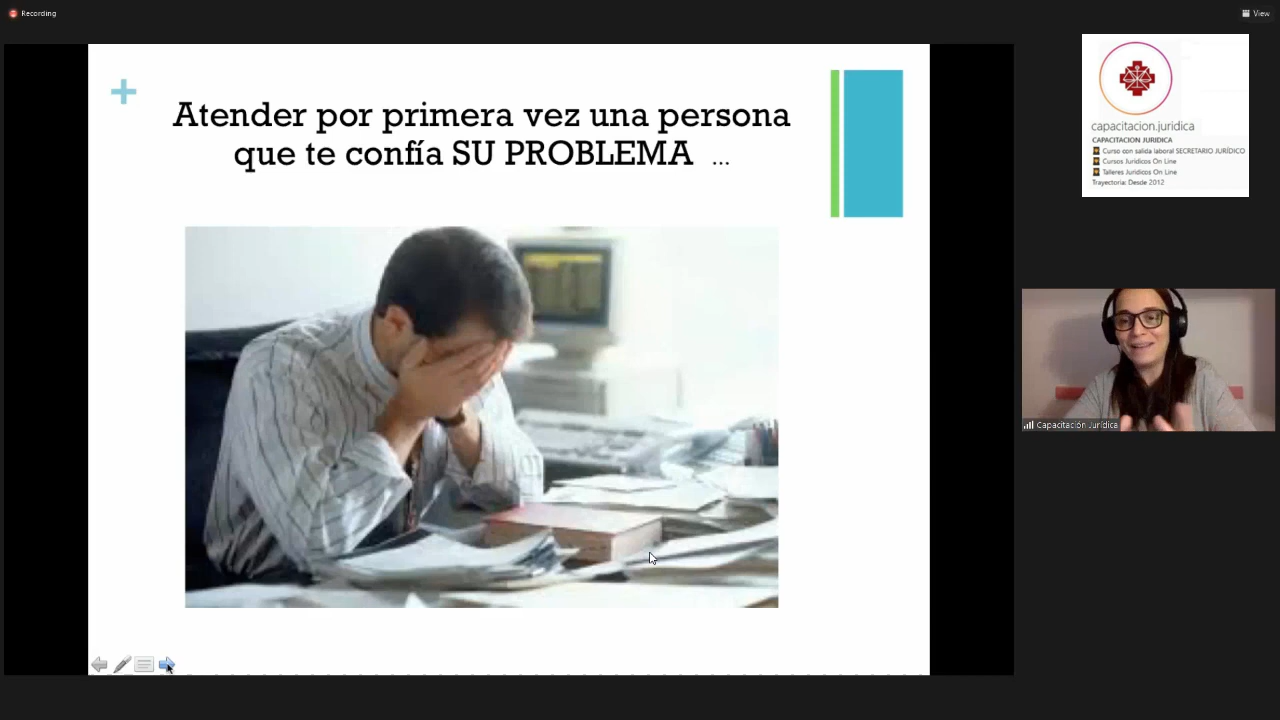 Recording
View
Atender por primera vez una persona
que te confía SU PROBLEMA ...
capacitacion.juridica
CAPACITACION JURIDICA
Curso con salida laboral SECRETARIO JURÍDICO
Cursos Jurídicos On Line
Talleres Jurídicos On Line
Trayectoria: Desde 2012
Capacitación Jurídica